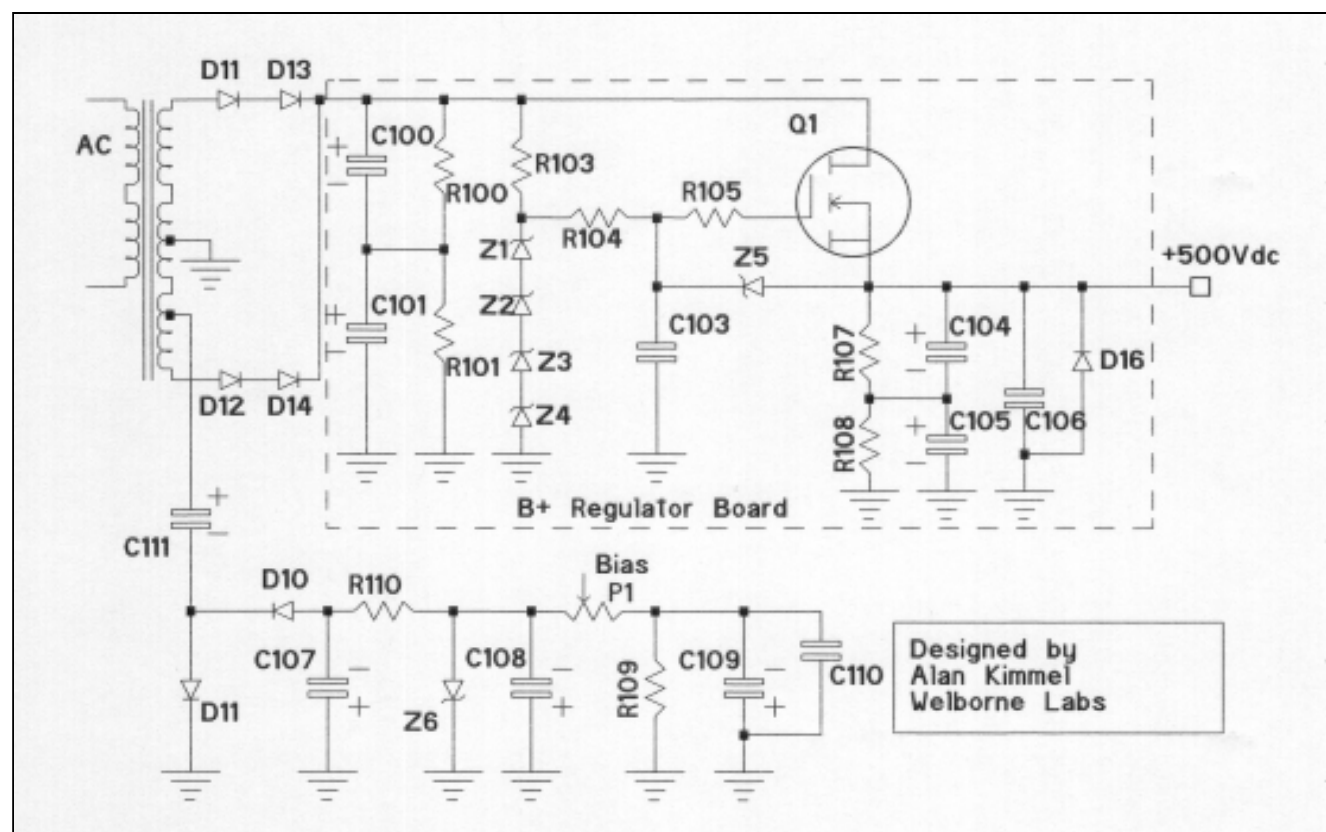 D11 D13
AC
C100
+
-
R100
R103
Q1
R105
R104
Z1
Z5
+500Vdc
C101
+
-
R101
Z2
Z3
Z4
C103
R107
R108
+
-
C104
+
-
C105
C106
D16
D12 D14
B+ Regulator Board
+
-
C111
D10
R110
Bias
P1
C107
-
+
D11
Z6
C108
-
+
R109
C109
-
+
C110
Designed by
Alan Kimmel
Welborne Labs